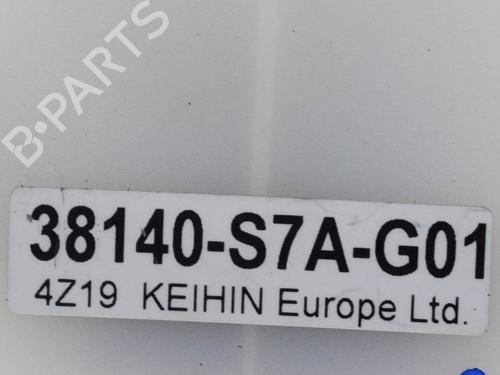 B-PARTS
38140-S7A-G01
4Z19 KEIHIN Europe Ltd.